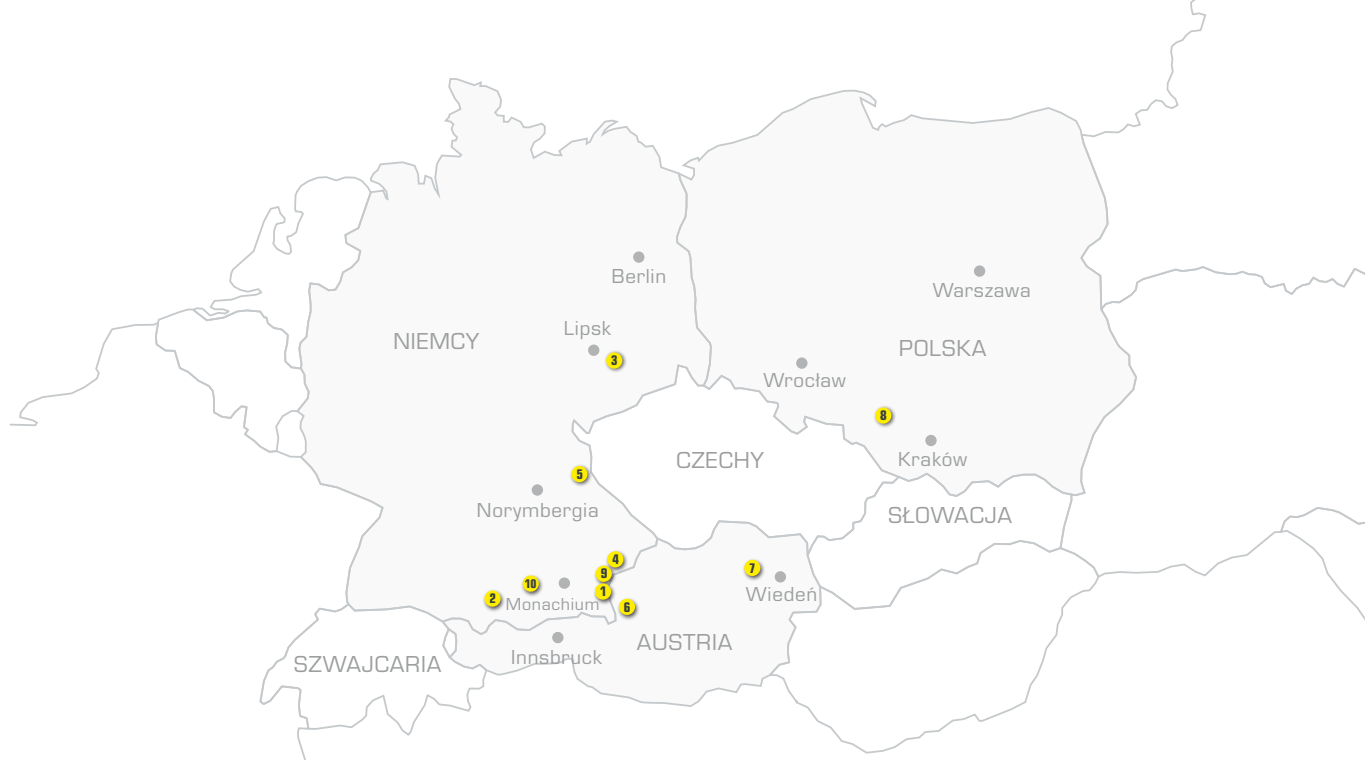 Berlin
Warszawa
Lipsk
NIEMCY
POLSKA
3
Wrocław
8
Kraków
CZECHY
5
Norymbergia
SŁOWACJA
4
7
9
10
1
Wiedeń
2
Monachium
6
AUSTRIA
Innsbruck
SZWAJCARIA